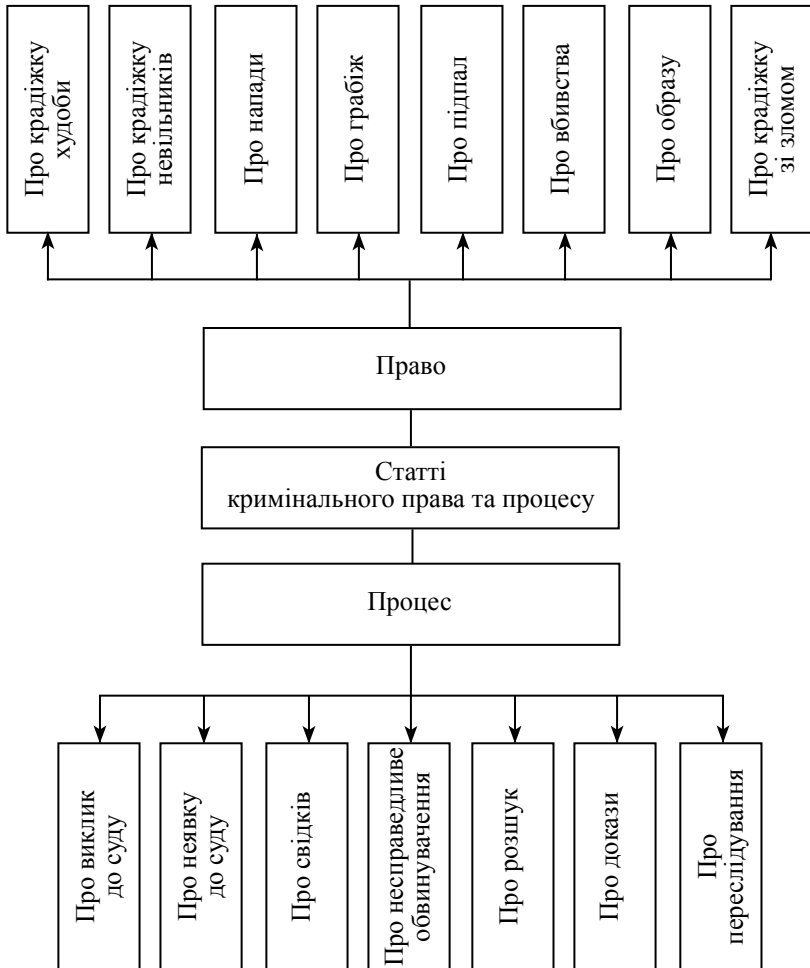 Про крадіжку
худоби
Про крадіжку
невільників
Про напади
Про грабіж
Про підпал
Про вбивства
Про образу
Про крадіжку
зі зломом
Право
Статті
кримінального права та процесу
Процес
Про виклик
до суду
Про неявку
до суду
Про свідків
Про несправедливе
обвинувачення
Про розшук
Про докази
Про
переслідування